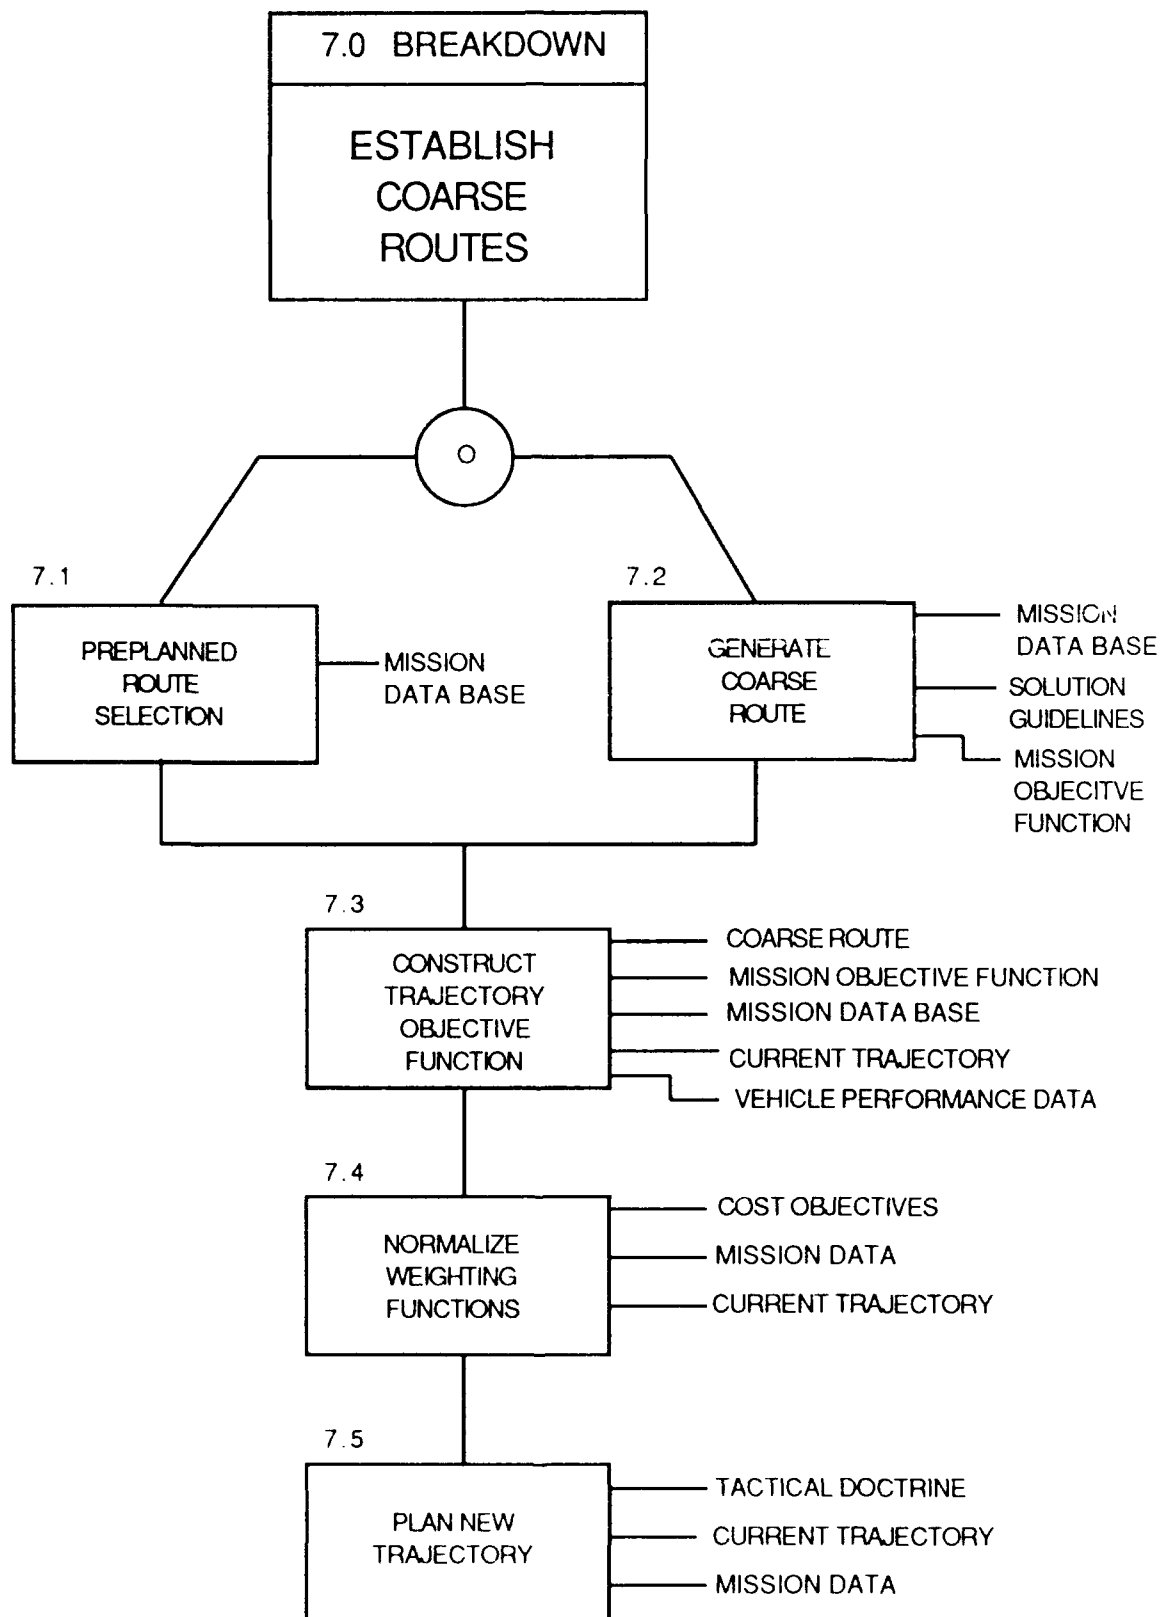 7.0 BREAKDOWN
ESTABLISH
COARSE
ROUTES
O
7.1
PREPLANNED
ROUTE
SELECTION
MISSION
DATA BASE
7.2
GENERATE
COARSE
ROUTE
MISSION
DATA BASE
SOLUTION
GUIDELINES
MISSION
OBJECITVE
FUNCTION
7.3
CONSTRUCT
TRAJECTORY
OBJECTIVE
FUNCTION
COARSE ROUTE
MISSION OBJECTIVE FUNCTION
MISSION DATA BASE
CURRENT TRAJECTORY
VEHICLE PERFORMANCE DATA
7.4
NORMALIZE
WEIGHTING
FUNCTIONS
COST OBJECTIVES
MISSION DATA
CURRENT TRAJECTORY
7.5
PLAN NEW
TRAJECTORY
TACTICAL DOCTRINE
CURRENT TRAJECTORY
MISSION DATA